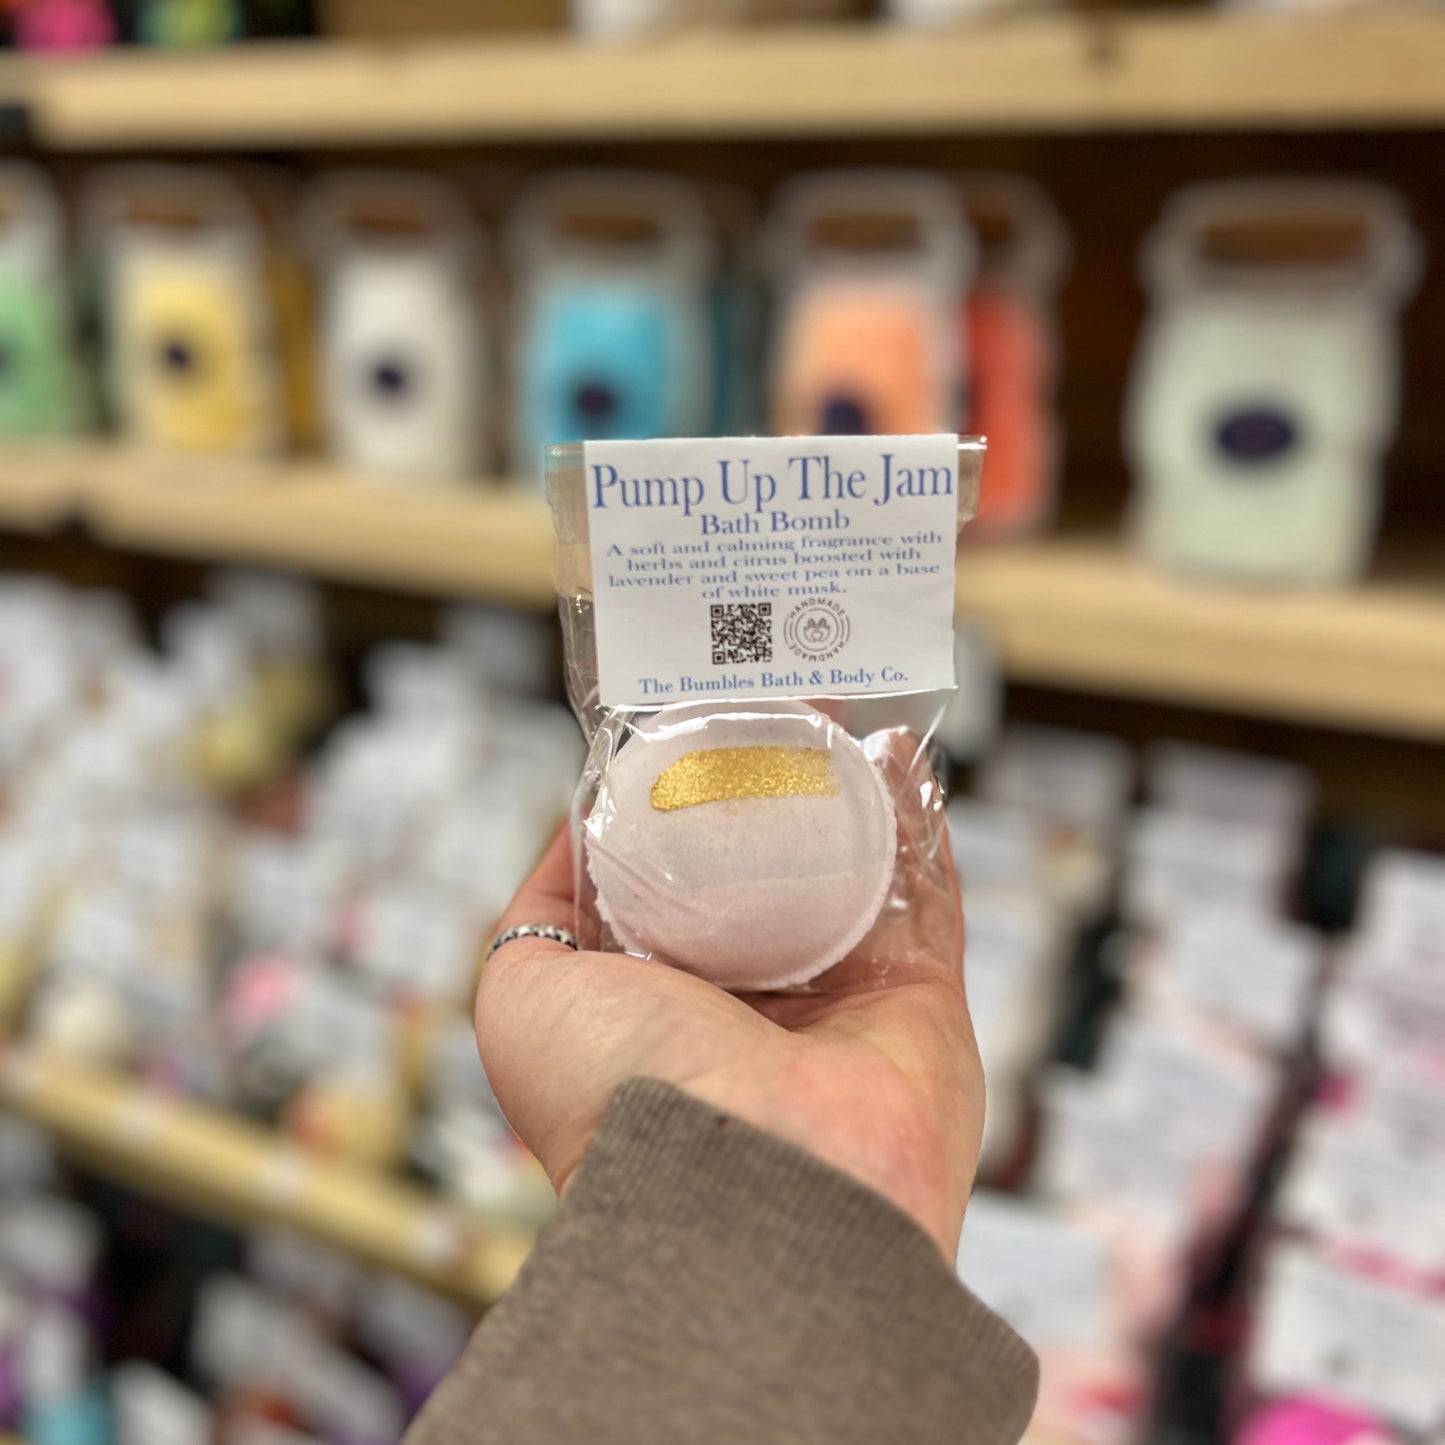 Pump Up The Jam
Bath Bomb
A soft and calming fragrance with
herbs and citrus boosted with
lavender and sweet pea on a base
of white musk.
HANDMADE
HANDMADE
The Bumbles Bath & Body Co.